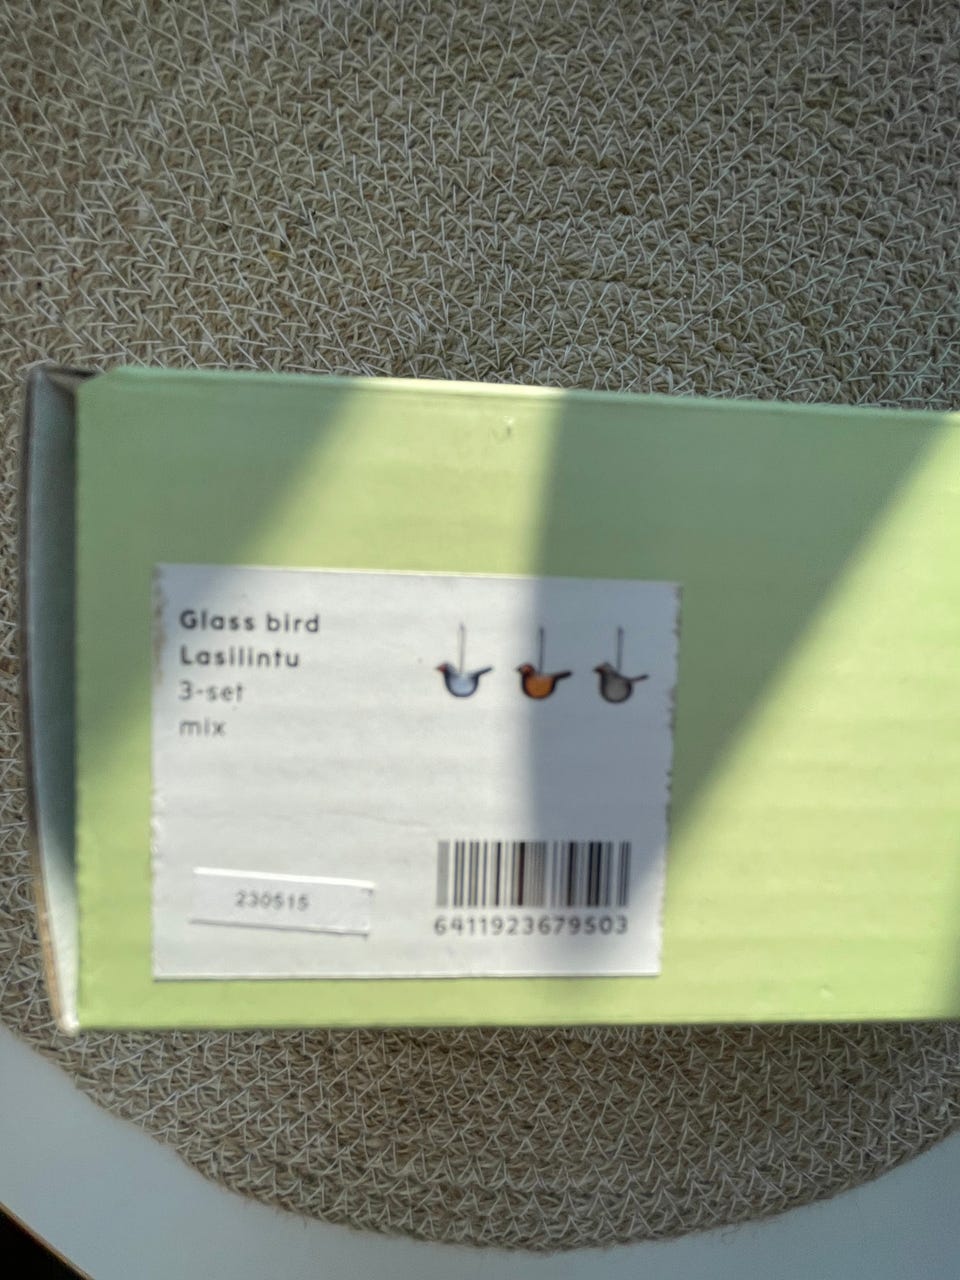 Glass bird
Lasilintu
3-set
mix
230515
6411923679503